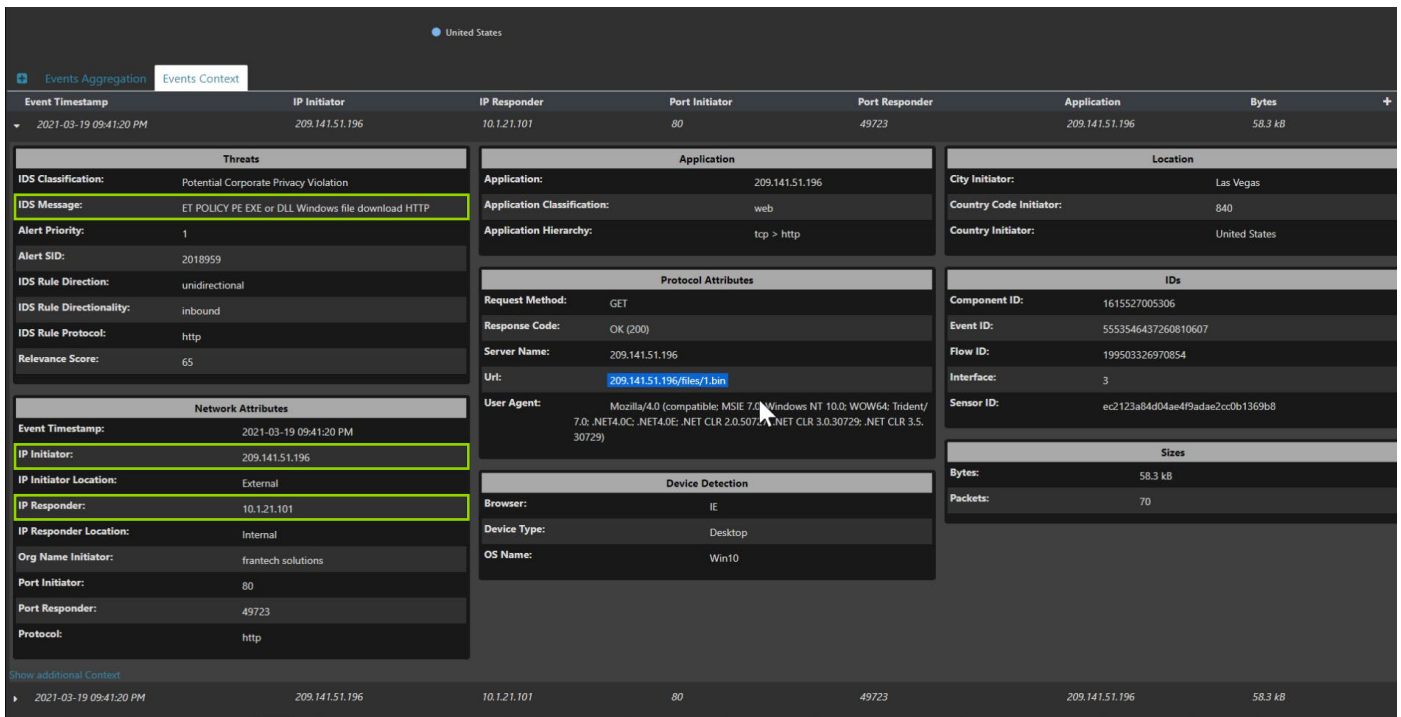 United States
Events Aggregation Events Context
Event Timestamp IP Initiator IP Responder Port Initiator Port Responder Application Bytes +
2021-03-19 09:41:20 PM 209.141.51.196 10.1.21.101 80 49723 209.141.51.196 58.3 kB
Threats
IDS Classification: Potential Corporate Privacy Violation
IDS Message: ET POLICY PE EXE or DLL Windows file download HTTP
Alert Priority: 1
Alert SID: 2018959
IDS Rule Direction: unidirectional
IDS Rule Directionality: inbound
IDS Rule Protocol: http
Relevance Score: 65
Network Attributes
Event Timestamp: 2021-03-19 09:41:20 PM
IP Initiator: 209.141.51.196
IP Initiator Location: External
IP Responder: 10.1.21.101
IP Responder Location: Internal
Org Name Initiator: frantech solutions
Port Initiator: 80
Port Responder: 49723
Protocol: http
Application
Application: 209.141.51.196
Application Classification: web
Application Hierarchy: tcp > http
Protocol Attributes
Request Method: GET
Response Code: OK (200)
Server Name: 209.141.51.196
Url: 209.141.51.196/files/1.bin
User Agent: Mozilla/4.0 (compatible; MSIE 7.0; Windows NT 10.0; WOW64; Trident/
7.0; .NET4.0C; .NET4.0E; .NET CLR 2.0.50727; .NET CLR 3.0.30729; .NET CLR 3.5.
30729)
Device Detection
Browser: IE
Device Type: Desktop
OS Name: Win10
Location
City Initiator: Las Vegas
Country Code Initiator: 840
Country Initiator: United States
IDs
Component ID: 1615527005306
Event ID: 5553546437260810607
Flow ID: 199503326970854
Interface: 3
Sensor ID: ec2123a84d04ae4f9adae2cc0b1369b8
Sizes
Bytes: 58.3 kB
Packets: 70
Show additional Context
2021-03-19 09:41:20 PM 209.141.51.196 10.1.21.101 80 49723 209.141.51.196 58.3 kB